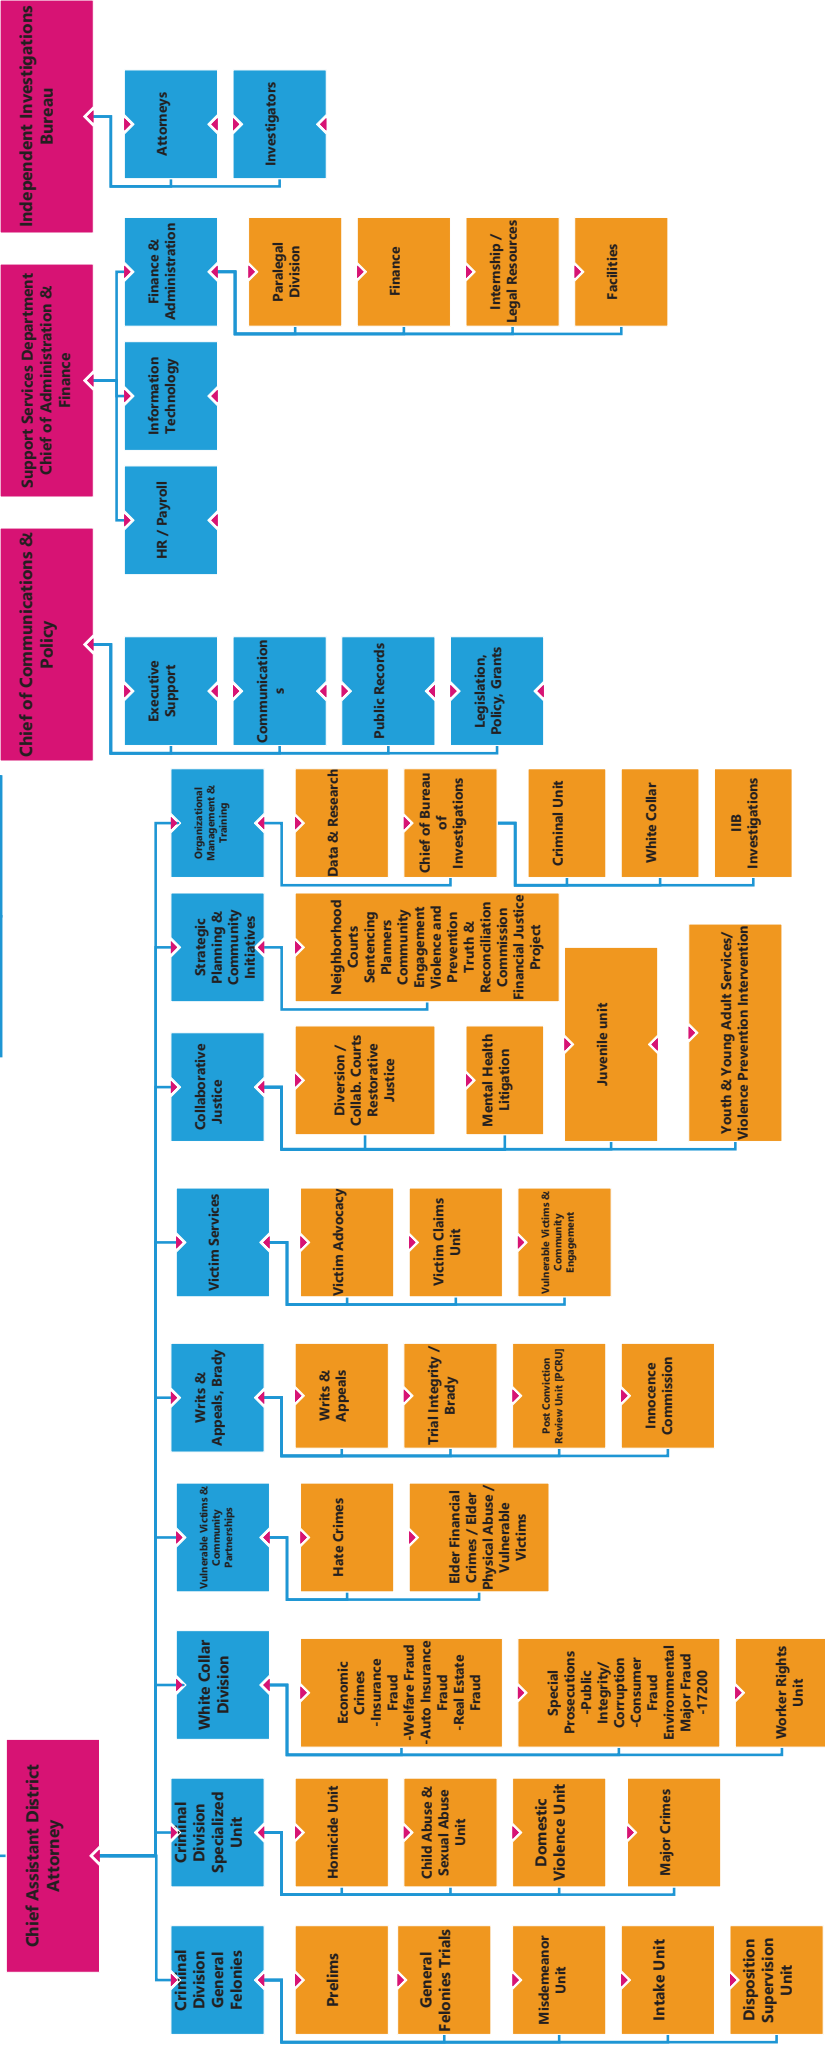 Chief Assistant District
Attorney
Chief of Communications &
Policy
Support Services Department
Chief of Administration &
Finance
Independent Investigations
Bureau
Criminal
Division
General
Felonies
Prelims
General
Felonies Trials
Misdemeanor
Unit
Intake Unit
Disposition
Supervision
Unit
Criminal
Division
Specialized
Unit
Homicide Unit
Child Abuse &
Sexual Abuse
Unit
Domestic
Violence Unit
Major Crimes
White Collar
Division
Economic
Crimes
-Insurance
Fraud
-Welfare Fraud
-Auto Insurance
Fraud
-Real Estate
Fraud
Special
Prosecutions
-Public
Integrity/
Corruption
-Consumer
Fraud
Environmental
Major Fraud
-17200
Worker Rights
Unit
Vulnerable Victims &
Community
Partnerships
Hate Crimes
Elder Financial
Crimes / Elder
Physical Abuse /
Vulnerable
Victims
Writs &
Appeals, Brady
Writs &
Appeals
Trial Integrity /
Brady
Post Conviction
Review Unit [PCRU]
Innocence
Commission
Victim Services
Victim Advocacy
Victim Claims
Unit
Vulnerable Victims &
Community
Engagement
Collaborative
Justice
Diversion /
Collab. Courts
Restorative
Justice
Mental Health
Litigation
Juvenile unit
Youth & Young Adult Services/
Violence Prevention Intervention
Strategic
Planning &
Community
Initiatives
Neighborhood
Courts
Sentencing
Planners
Community
Engagement
Violence and
Prevention
Truth &
Reconciliation
Commission
Financial Justice
Project
Organizational
Management &
Training
Data & Research
Chief of Bureau
of
Investigations
Criminal Unit
White Collar
IIB
Investigations
Executive
Support
Communication
s
Public Records
Legislation,
Policy, Grants
HR / Payroll
Information
Technology
Finance &
Administration
Paralegal
Division
Finance
Internship /
Legal Resources
Facilities
Attorneys
Investigators